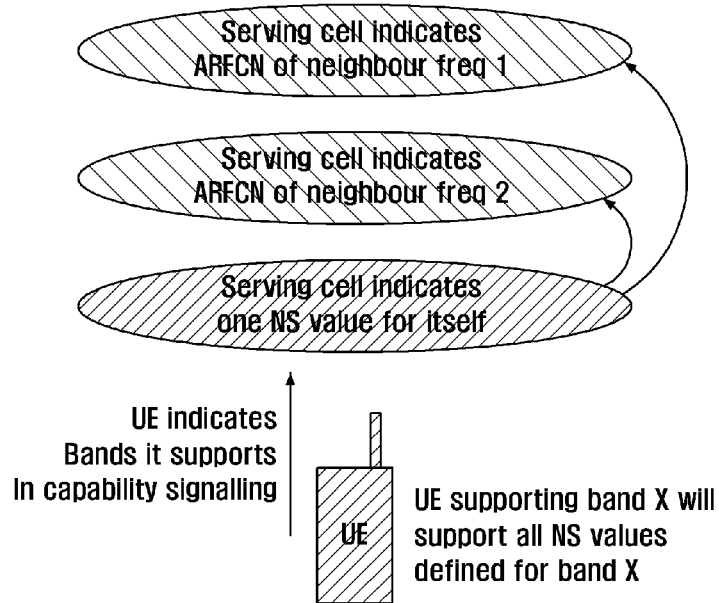 Serving cell indicates
ARFCN of neighbour freq 1
Serving cell indicates
ARFCN of neighbour freq 2
Serving cell indicates
one NS value for itself
UE indicates
Bands it supports
In capability signalling
UE
UE supporting band X will
support all NS values
defined for band X